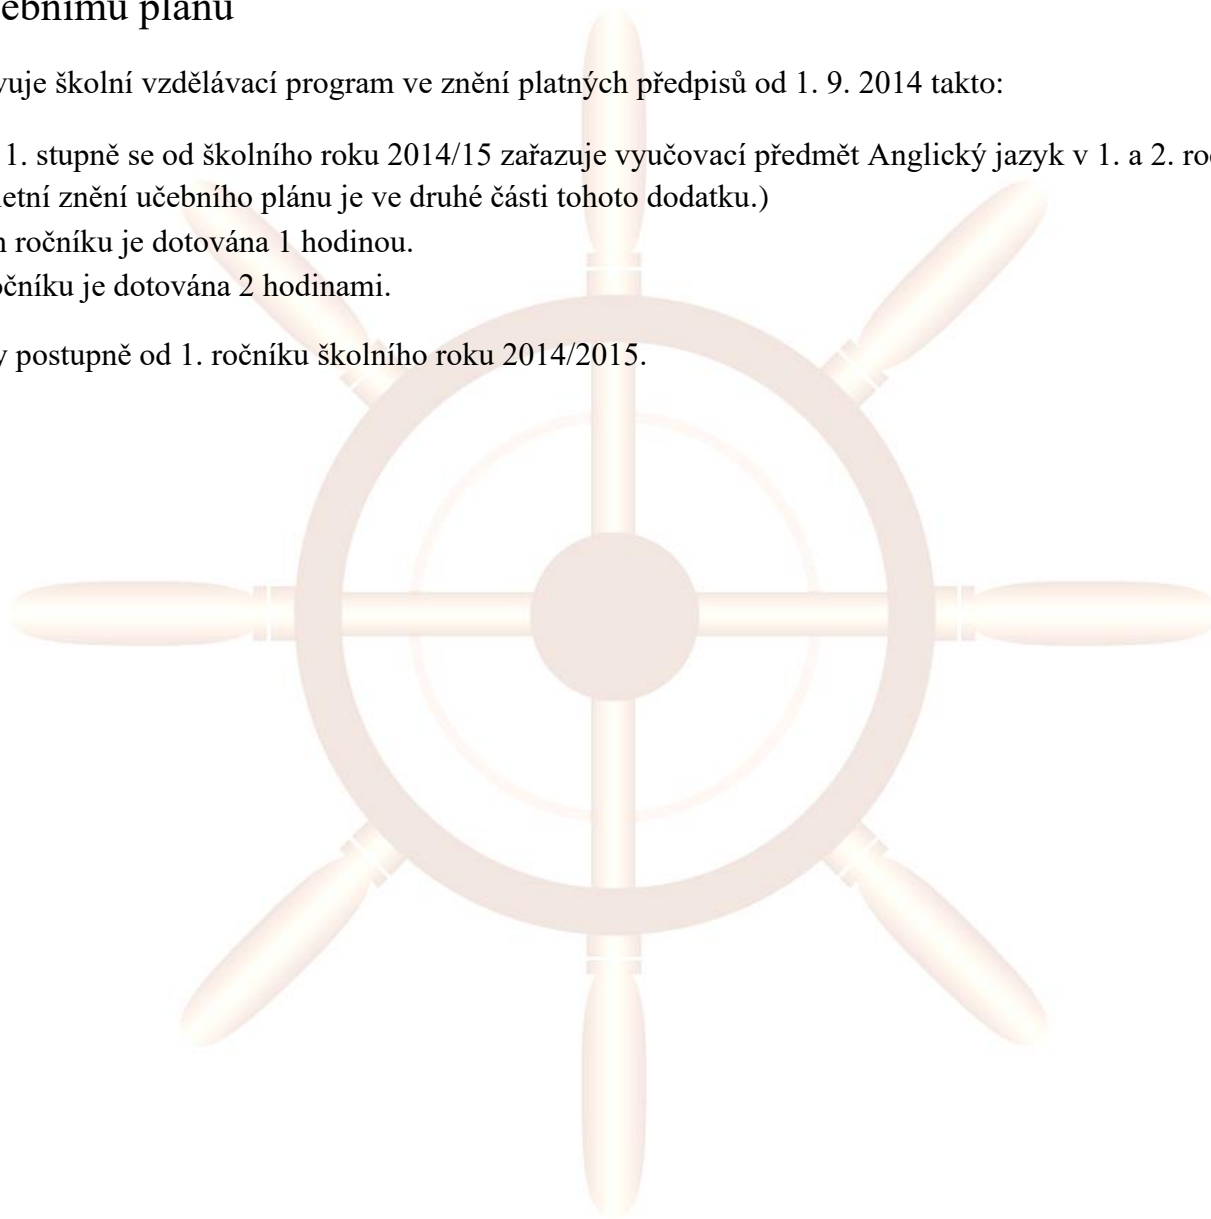 ebnímu plánu
vuje školní vzdělávací program ve znění platných předpisů od 1. 9. 2014 takto:
1. stupně se od školního roku 2014/15 zařazuje vyučovací předmět Anglický jazyk v 1. a 2. roč
etní znění učebního plánu je ve druhé části tohoto dodatku.)
ročníku je dotována 1 hodinou.
očníku je dotována 2 hodinami.
y postupně od 1. ročníku školního roku 2014/2015.